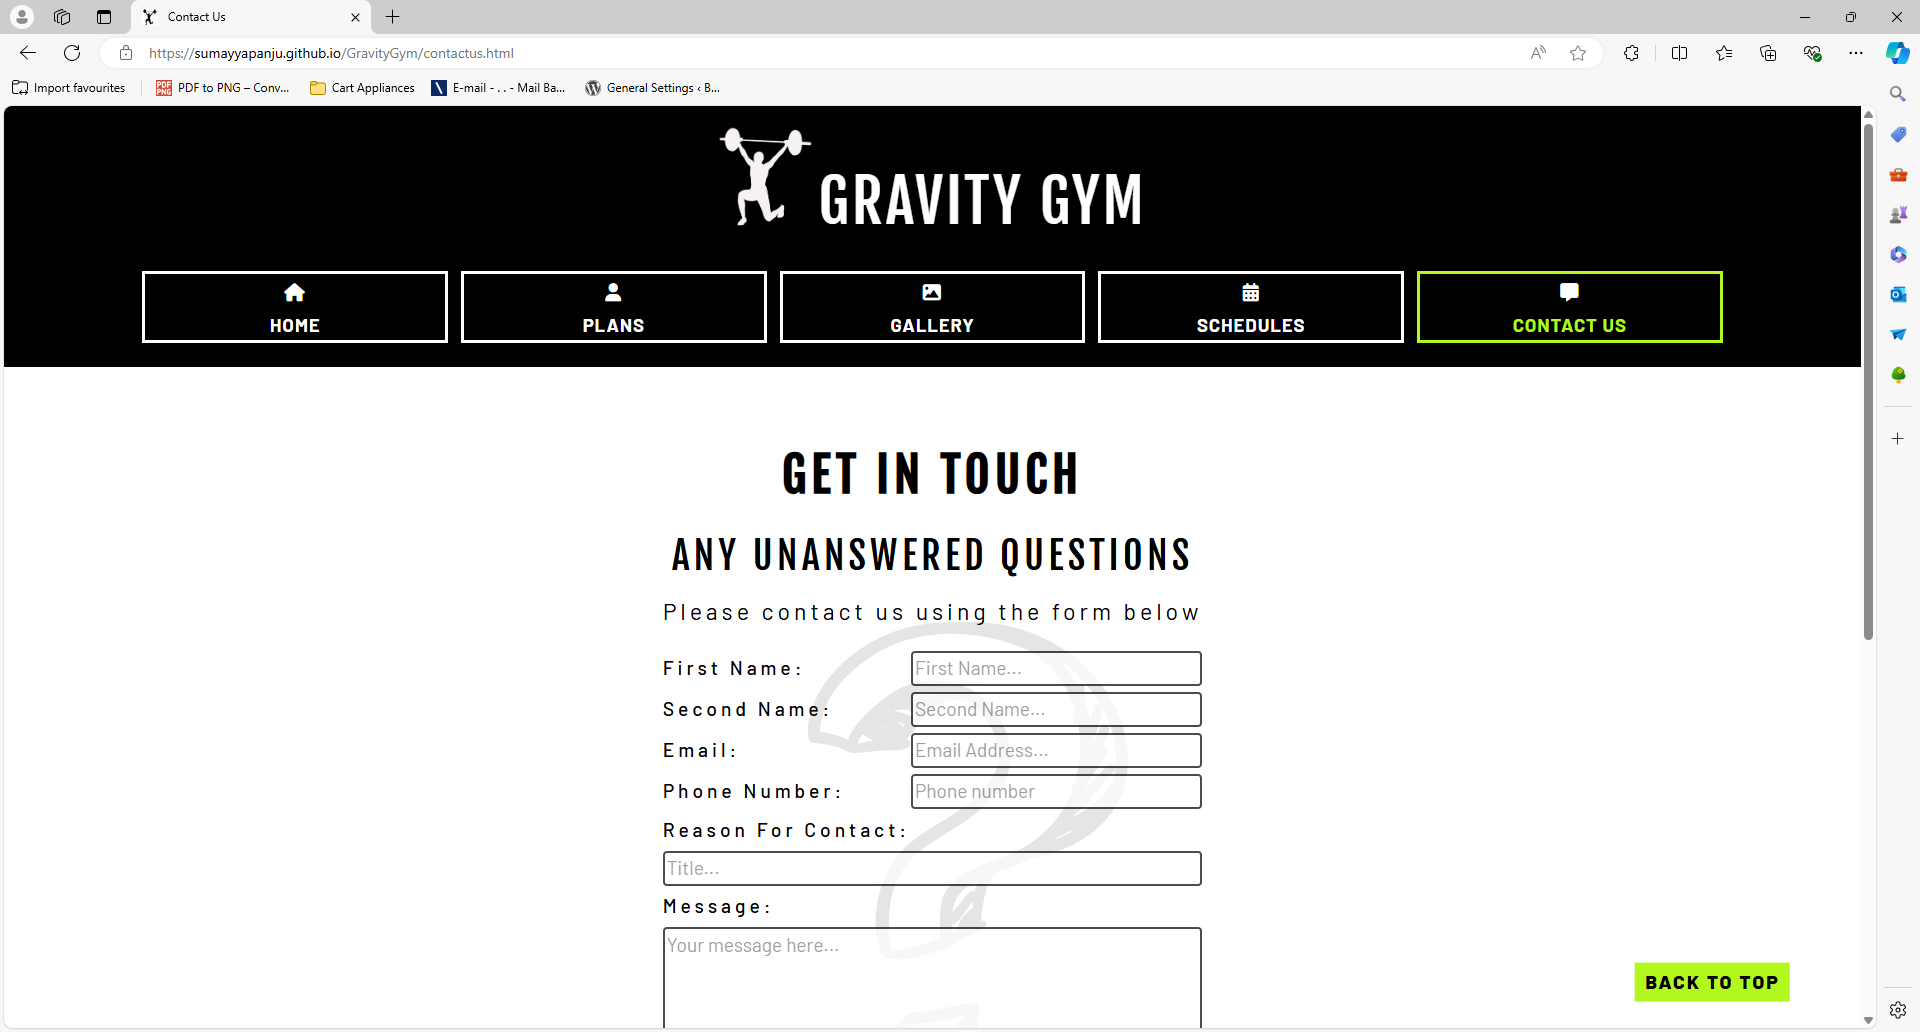 Contact Us
https://sumayyapanju.github.io/GravityGym/contactus.html
Import favourites
PDF to PNG – Conv...
Cart Appliances
E-mail - . . - Mail Ba...
General Settings ‹ B...
GRAVITY GYM
HOME
PLANS
GALLERY
SCHEDULES
CONTACT US
GET IN TOUCH
ANY UNANSWERED QUESTIONS
Please contact us using the form below
First Name:
First Name...
Second Name:
Second Name...
Email:
Email Address...
Phone Number:
Phone number
Reason For Contact:
Title...
Message:
Your message here...
BACK TO TOP